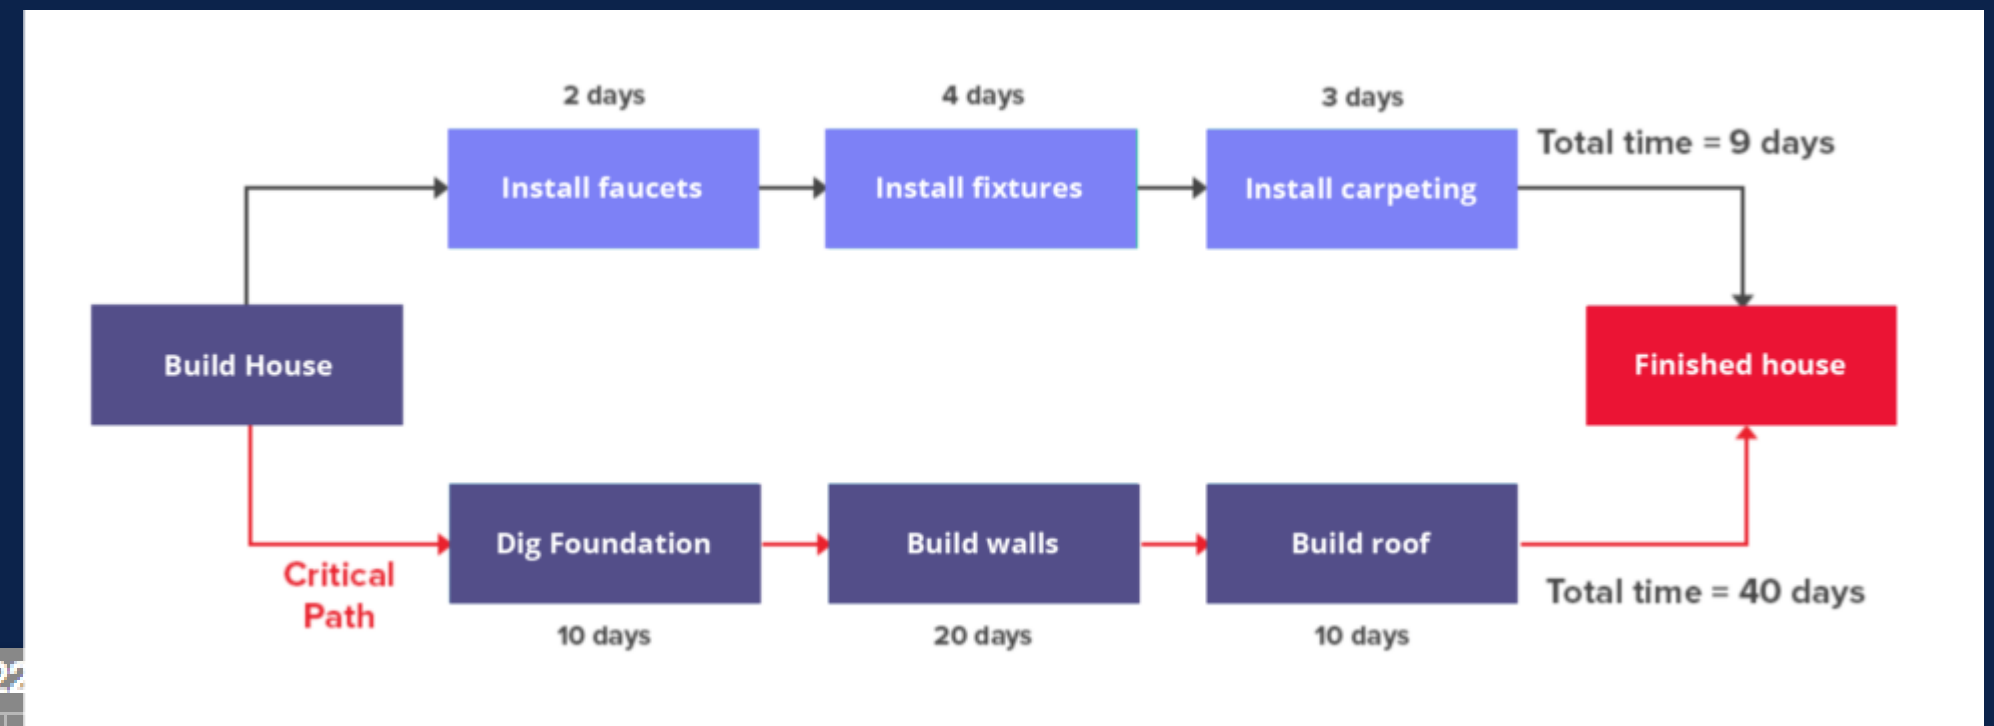 2 days
4 days
3 days
Total time = 9 days
Install faucets
Install fixtures
Install carpeting
Build House
Finished house
Dig Foundation
Build walls
Build roof
Critical
Path
Total time = 40 days
10 days
20 days
10 days